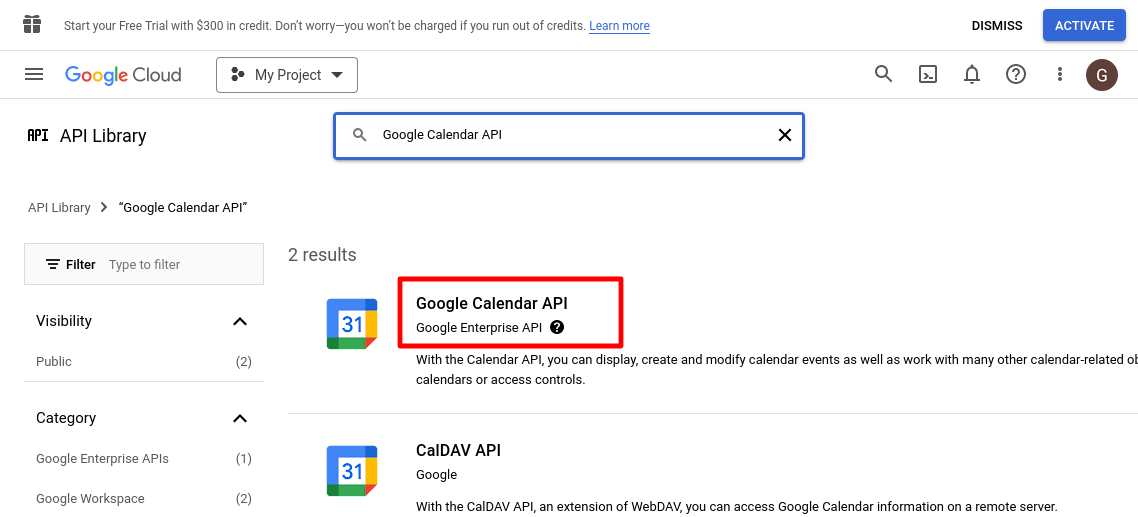 Start your Free Trial with $300 in credit. Don’t worry—you won’t be charged if you run out of credits. Learn more
DISMISS
ACTIVATE
Google Cloud
My Project
G
API API Library
Google Calendar API
API Library
“Google Calendar API”
Filter Type to filter
2 results
Visibility
Public (2)
Category
Google Enterprise APIs (1)
Google Workspace (2)
31
Google Calendar API
Google Enterprise API
With the Calendar API, you can display, create and modify calendar events as well as work with many other calendar-related
calendars or access controls.
31
CalDAV API
Google
With the CalDAV API, an extension of WebDAV, you can access Google Calendar information on a remote server.